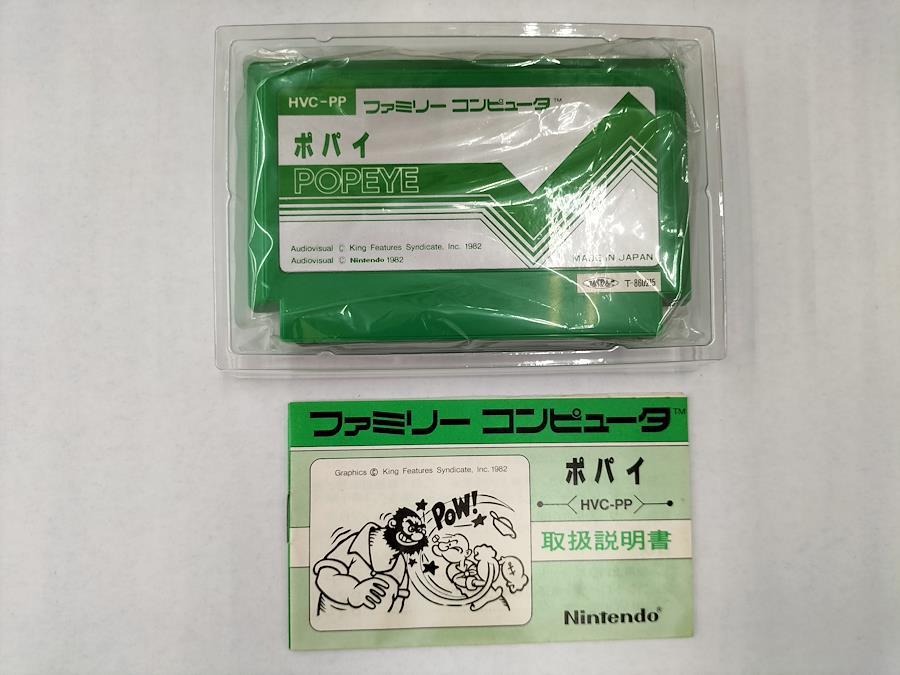 HVC-PP ファミリー コンピュータ™
ポパイ
POPEYE
Audiovisual © King Features Syndicate, Inc. 1982
Audiovisual © Nintendo 1982
MADE IN JAPAN
ファミリー コンピュータ™
Graphics © King Features Syndicate, Inc. 1982
ポパイ
HVC-PP
POW!
取扱説明書
Nintendo®